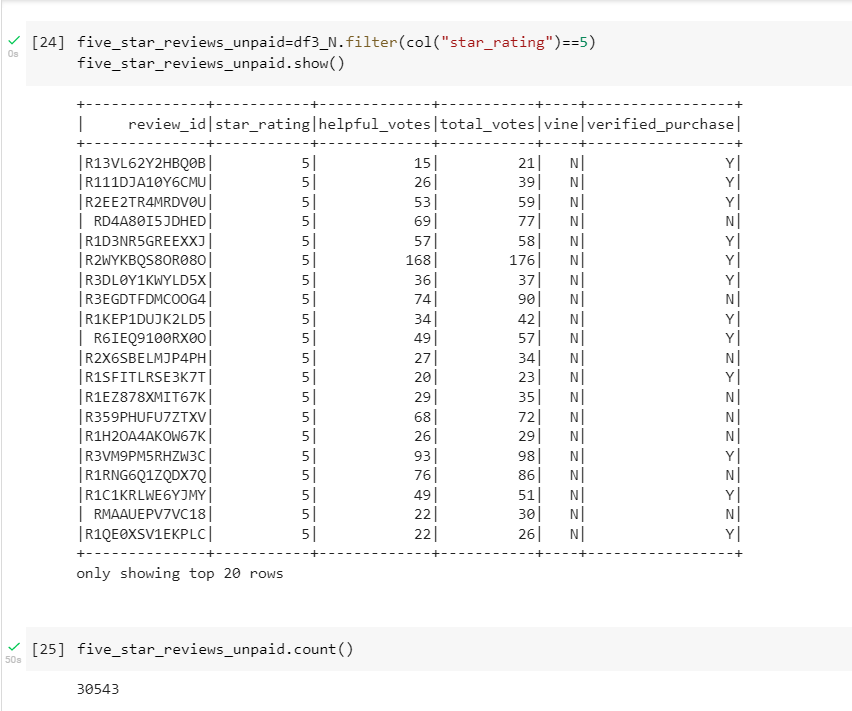 [24] five_star_reviews_unpaid=df3_N.filter(col("star_rating")==5)
0s
five_star_reviews_unpaid.show()
+--------------+-----------+-------------+-----------+----+-----------------+
|     review_id|star_rating|helpful_votes|total_votes|vine|verified_purchase|
+--------------+-----------+-------------+-----------+----+-----------------+
|R13VL62Y2HBQ0B|          5|           15|         21|   N|                Y|
|R111DJA10Y6CMU|          5|           26|         39|   N|                Y|
|R2EE2TR4MRDV0U|          5|           53|         59|   N|                Y|
| RD4A80I5JDHED|          5|           69|         77|   N|                N|
|R1D3NR5GREEXXJ|          5|           57|         58|   N|                Y|
|R2WYKBQS8OR08O|          5|          168|        176|   N|                Y|
|R3DL0Y1KWYLD5X|          5|           36|         37|   N|                Y|
|R3EGDTFDMCOOG4|          5|           74|         90|   N|                N|
|R1KEP1DUJK2LD5|          5|           34|         42|   N|                Y|
| R6IEQ9100RX0O|          5|           49|         57|   N|                Y|
|R2X6SBELMJP4PH|          5|           27|         34|   N|                N|
|R1SFITLRSE3K7T|          5|           20|         23|   N|                Y|
|R1EZ878XMIT67K|          5|           29|         35|   N|                N|
|R359PHUFU7ZTXV|          5|           68|         72|   N|                N|
|R1H2OA4AKOW67K|          5|           26|         29|   N|                N|
|R3VM9PM5RHZW3C|          5|           93|         98|   N|                Y|
|R1RNG6Q1ZQDX7Q|          5|           76|         86|   N|                N|
|R1C1KRLWE6YJMY|          5|           49|         51|   N|                Y|
| RMAAUEPV7VC18|          5|           22|         30|   N|                N|
|R1QE0XSV1EKPLC|          5|           22|         26|   N|                Y|
+--------------+-----------+-------------+-----------+----+-----------------+
only showing top 20 rows
[25] five_star_reviews_unpaid.count()
50s
30543